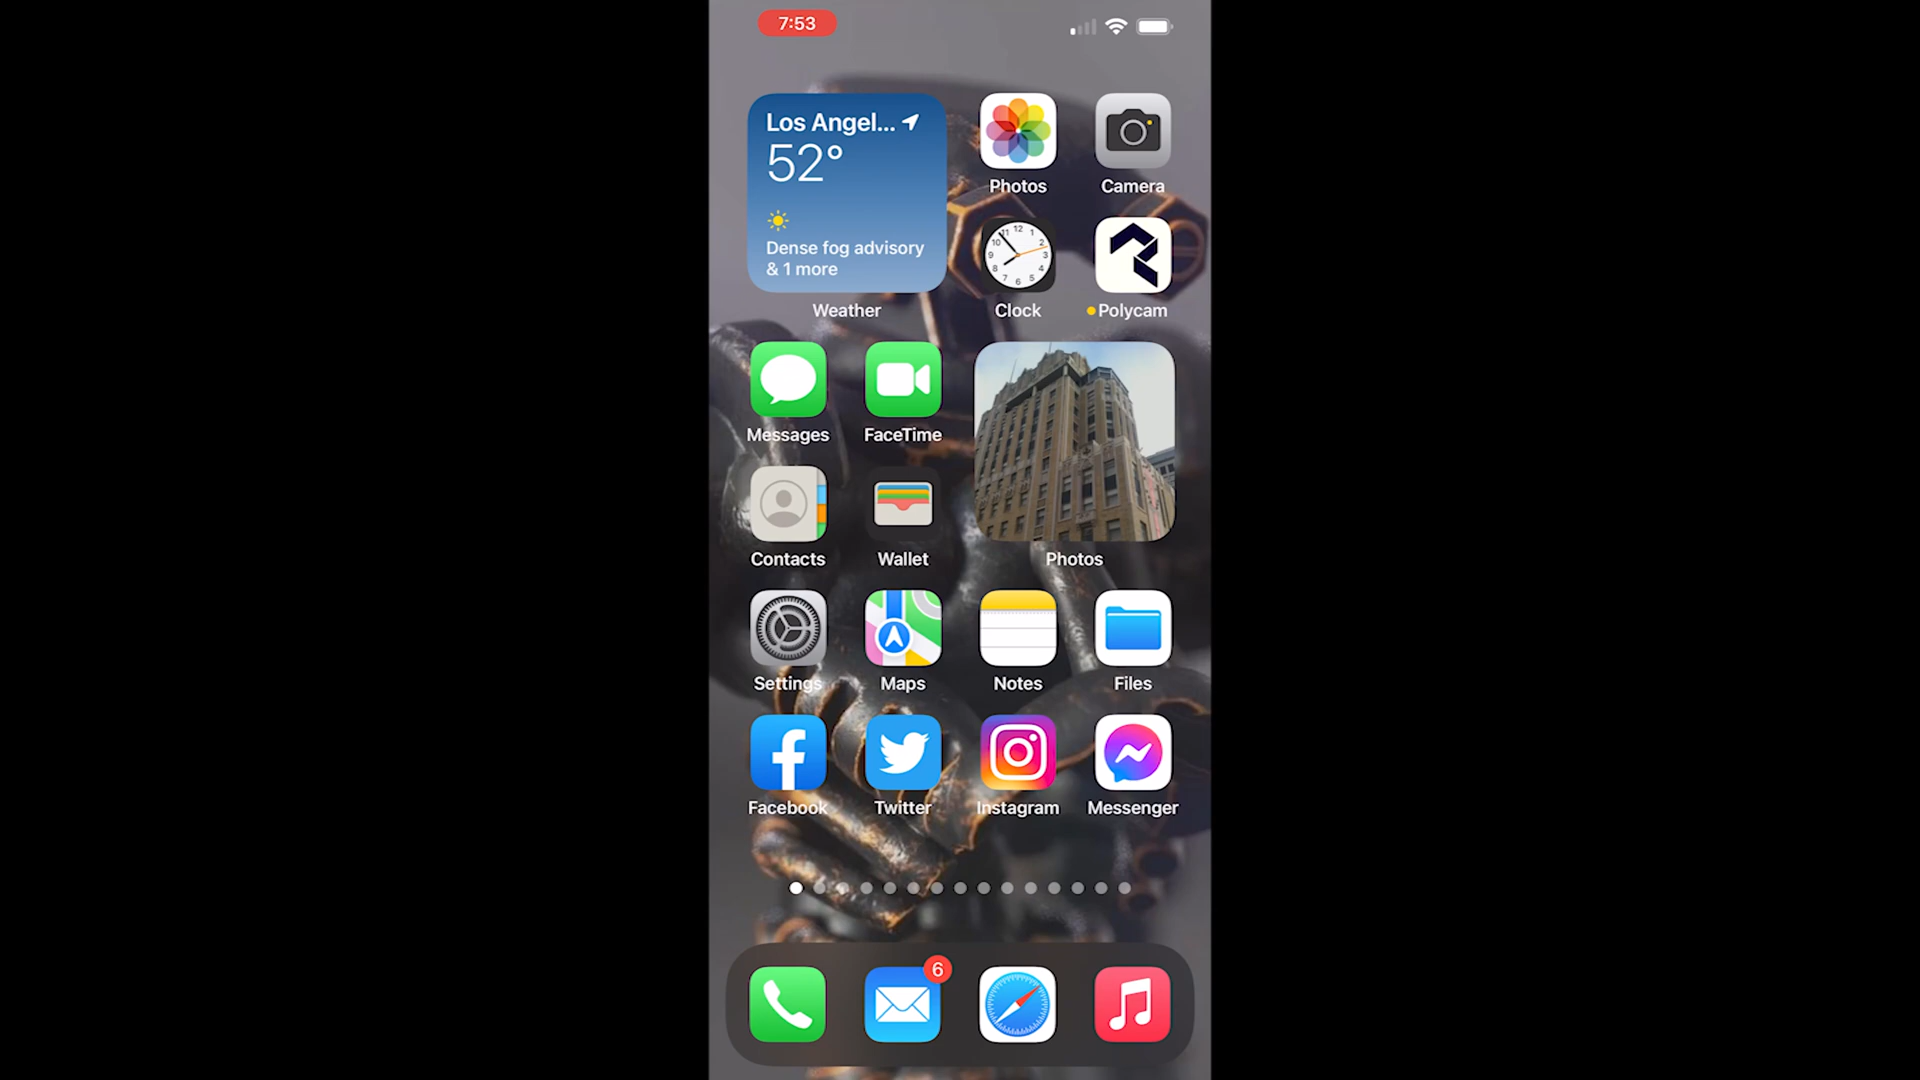 7:53
Los Angel...
52°
Dense fog advisory
& 1 more
Weather
Photos
Camera
Clock
Polycam
Messages
FaceTime
Contacts
Wallet
Photos
Settings
Maps
Notes
Files
Facebook
Twitter
Instagram
Messenger
6